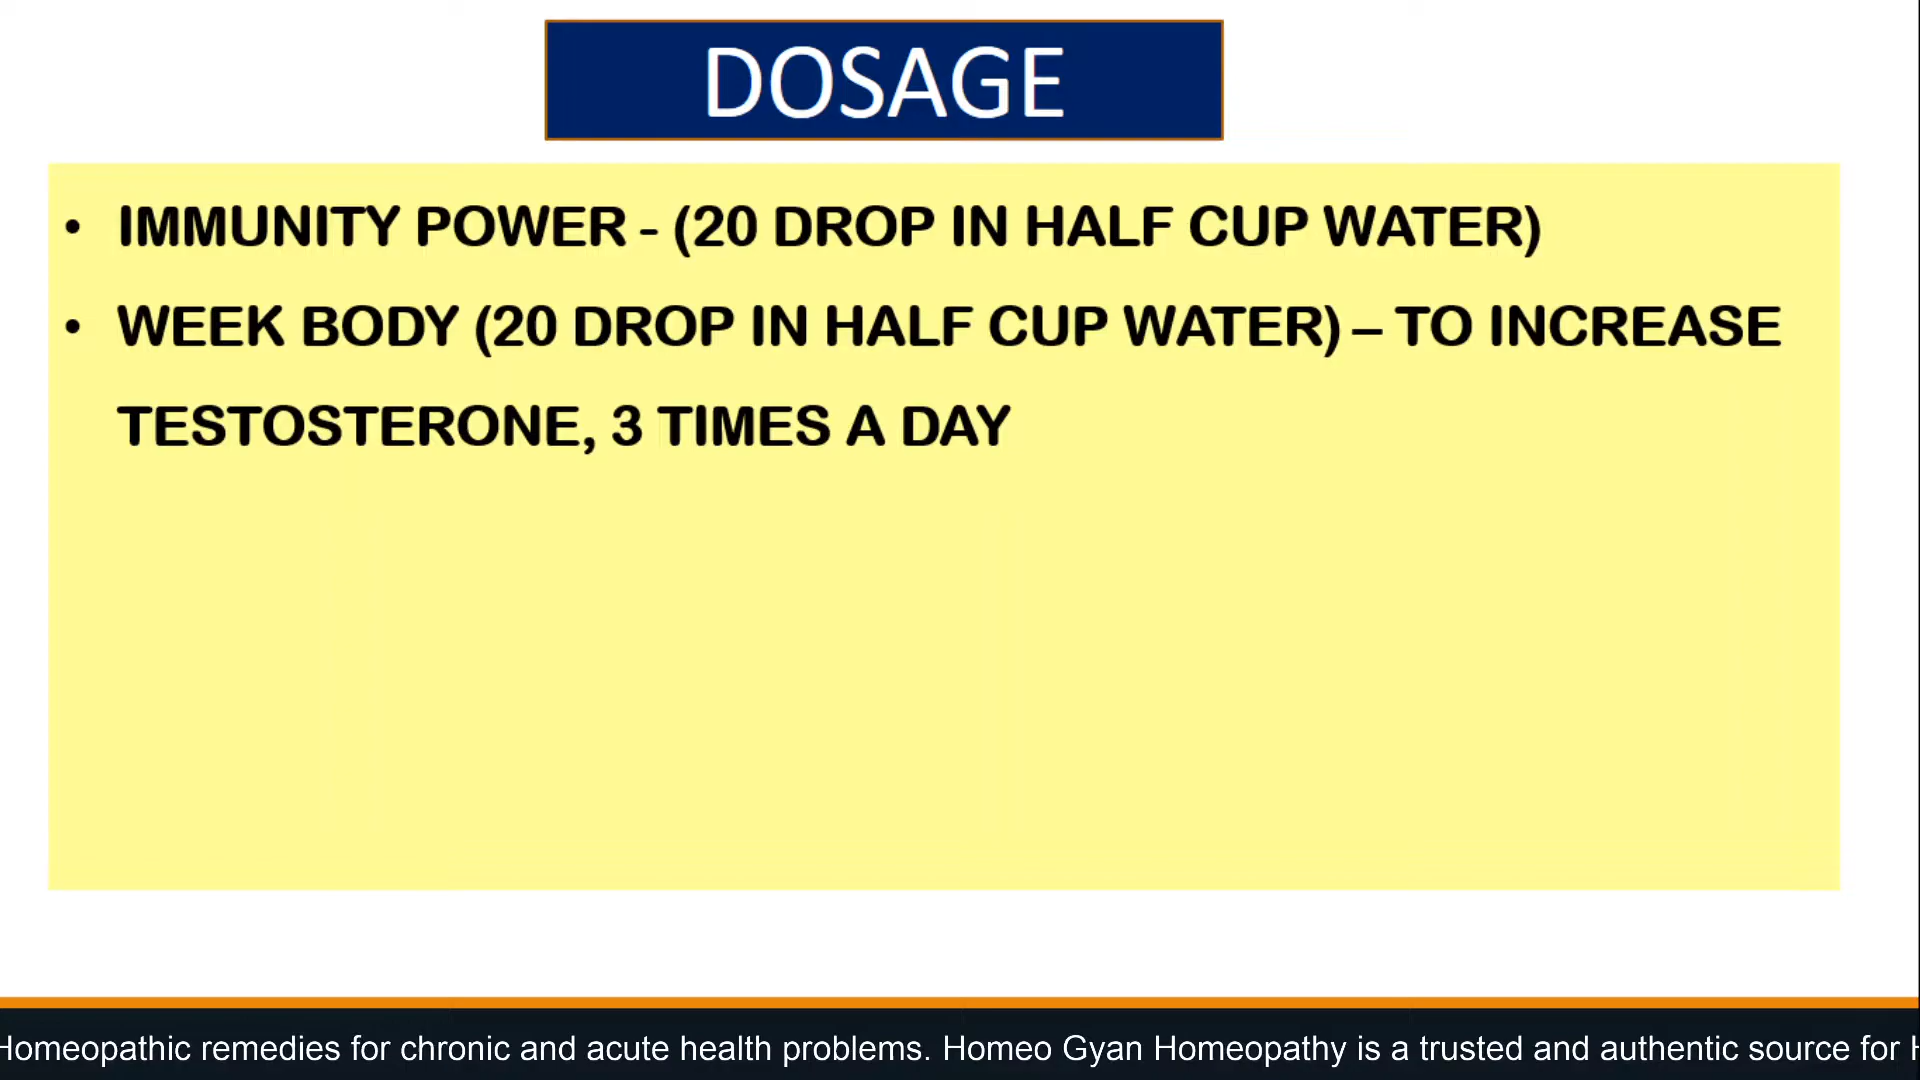 DOSAGE
• IMMUNITY POWER - (20 DROP IN HALF CUP WATER)
• WEEK BODY (20 DROP IN HALF CUP WATER) – TO INCREASE
TESTOSTERONE, 3 TIMES A DAY
Homeopathic remedies for chronic and acute health problems. Homeo Gyan Homeopathy is a trusted and authentic source for